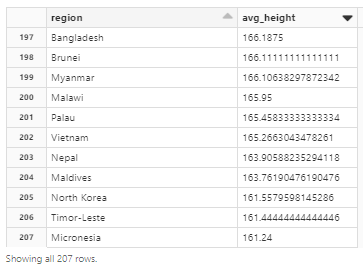 region avg_height
197 Bangladesh 166.1875
198 Brunei 166.11111111111111
199 Myanmar 166.10638297872342
200 Malawi 165.95
201 Palau 165.45833333333334
202 Vietnam 165.2663043478261
203 Nepal 163.90588235294118
204 Maldives 163.76190476190476
205 North Korea 161.5579598145286
206 Timor-Leste 161.44444444444446
207 Micronesia 161.24
Showing all 207 rows.